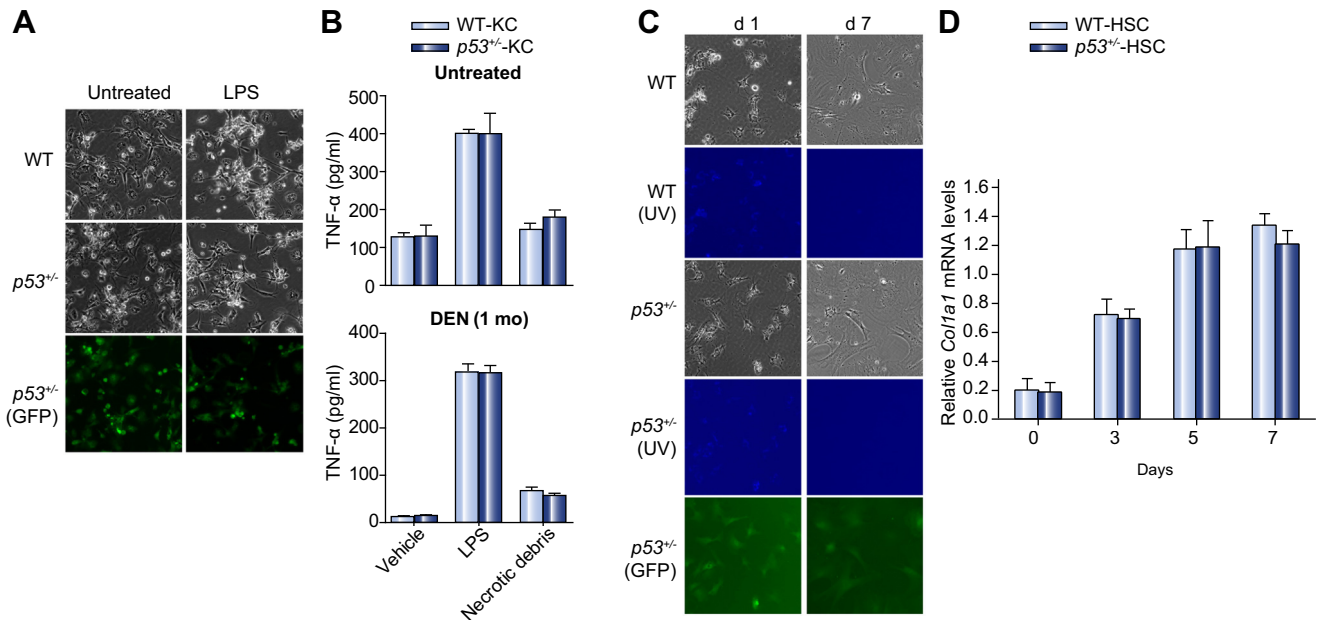 A
Untreated
LPS
WT
p53+/-
p53+/-
(GFP)
B
WT-KC
p53+/--KC
Untreated
TNF-α (pg/ml)
500
400
300
200
100
0
DEN (1 mo)
TNF-α (pg/ml)
400
300
200
100
0
Vehicle
LPS
Necrotic debris
C
d 1
d 7
WT
WT
(UV)
p53+/-
p53+/-
(UV)
p53+/-
(GFP)
D
WT-HSC
p53+/--HSC
Relative Col1a1 mRNA levels
1.6
1.4
1.2
1.0
0.8
0.6
0.4
0.2
0.0
0
3
5
7
Days